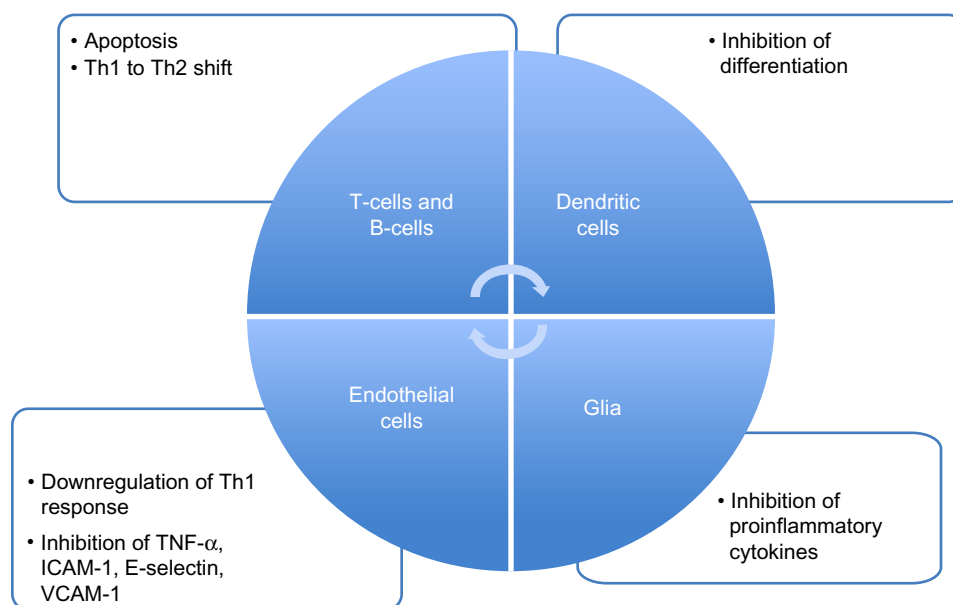 • Apoptosis
• Th1 to Th2 shift
• Inhibition of
differentiation
T-cells and
B-cells
Dendritic
cells
Endothelial
cells
Glia
• Downregulation of Th1
response
• Inhibition of TNF-α,
ICAM-1, E-selectin,
VCAM-1
• Inhibition of
proinflammatory
cytokines